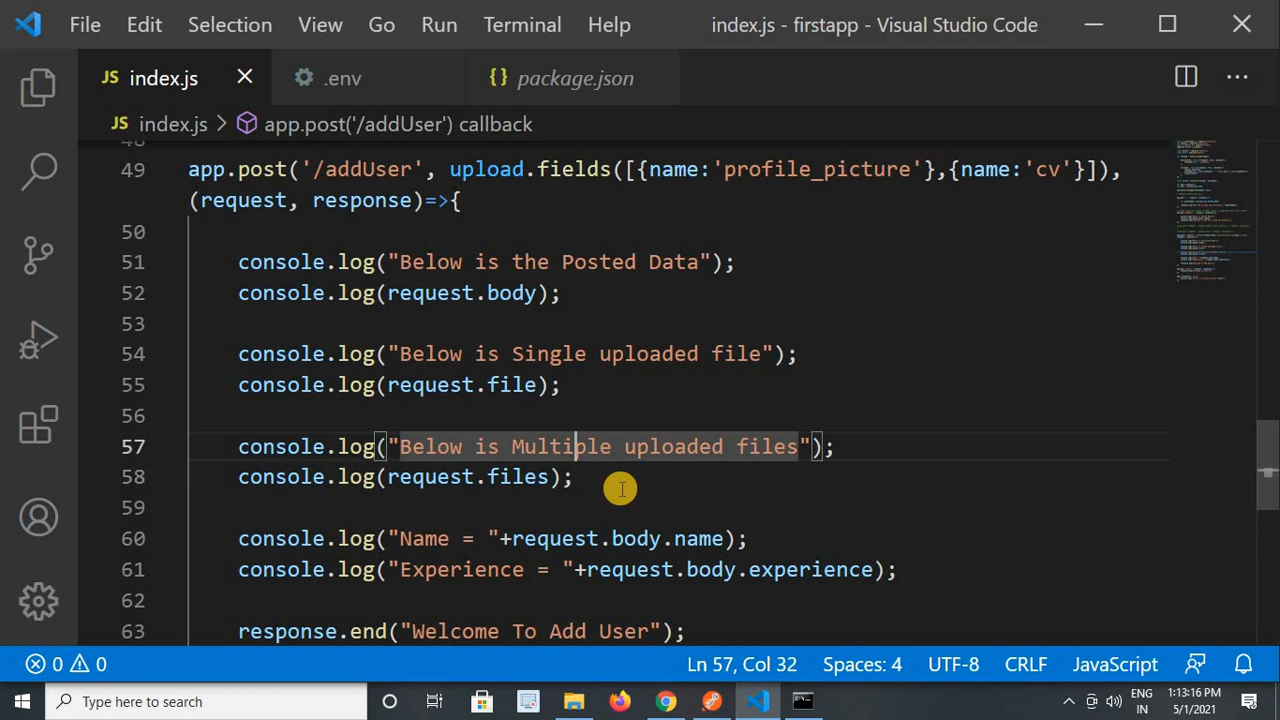 File Edit Selection View Go Run Terminal Help index.js - firstapp - Visual Studio Code
JS index.js .env {} package.json
JS index.js > app.post('/addUser') callback
49 app.post('/addUser', upload.fields([{name:'profile_picture'},{name:'cv'}]),
(request, response)=>{
50
51 console.log("Below is the Posted Data");
52 console.log(request.body);
53
54 console.log("Below is Single uploaded file");
55 console.log(request.file);
56
57 console.log("Below is Multiple uploaded files");
58 console.log(request.files);
59
60 console.log("Name = "+request.body.name);
61 console.log("Experience = "+request.body.experience);
62
63 response.end("Welcome To Add User");
0 0 Ln 57, Col 32 Spaces: 4 UTF-8 CRLF JavaScript
Type here to search
ENG 1:13:16 PM
IN 5/1/2021